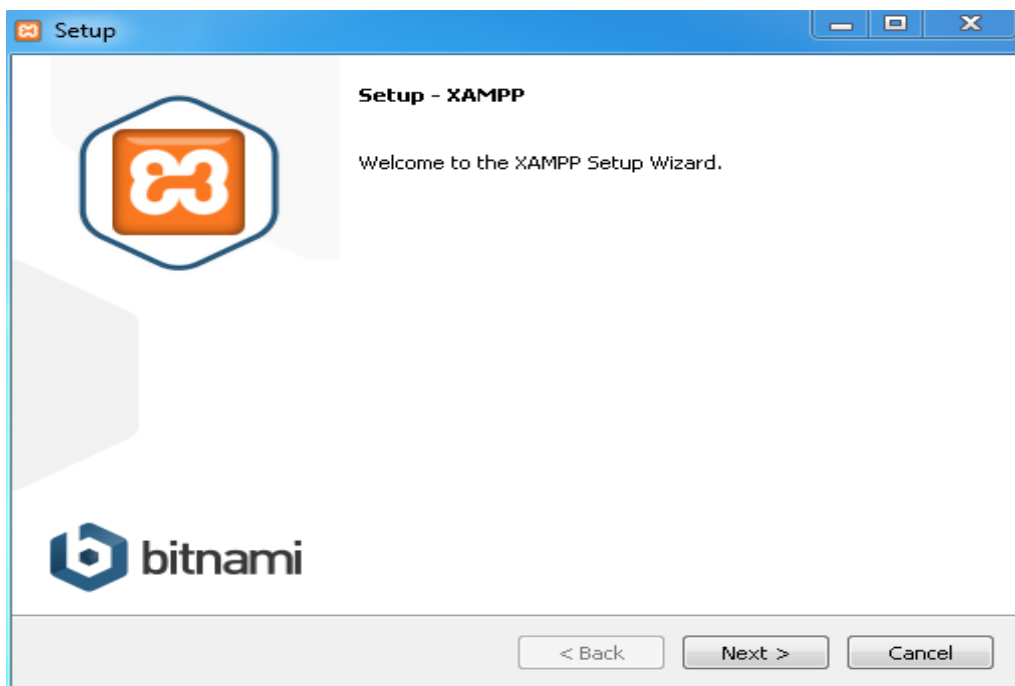 Setup
Setup - XAMPP
Welcome to the XAMPP Setup Wizard.
bitnami
< Back
Next >
Cancel